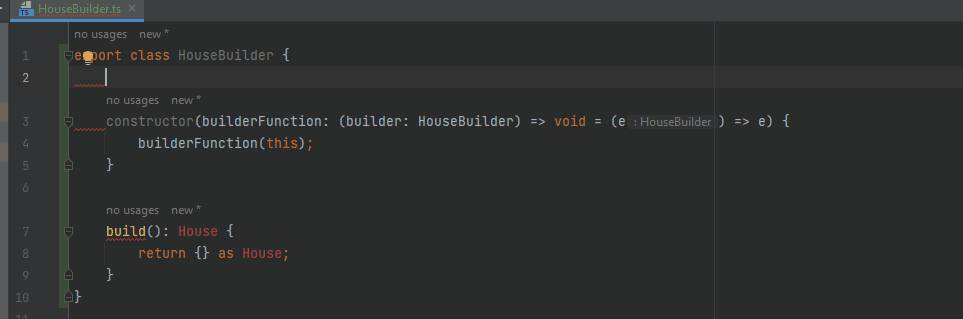 HouseBuilder.ts
no usages new *
1 export class HouseBuilder {
2
no usages new *
3 constructor(builderFunction: (builder: HouseBuilder) => void = (e : HouseBuilder ) => e) {
4 builderFunction(this);
5 }
6
no usages new *
7 build(): House {
8 return {} as House;
9 }
10 }
11